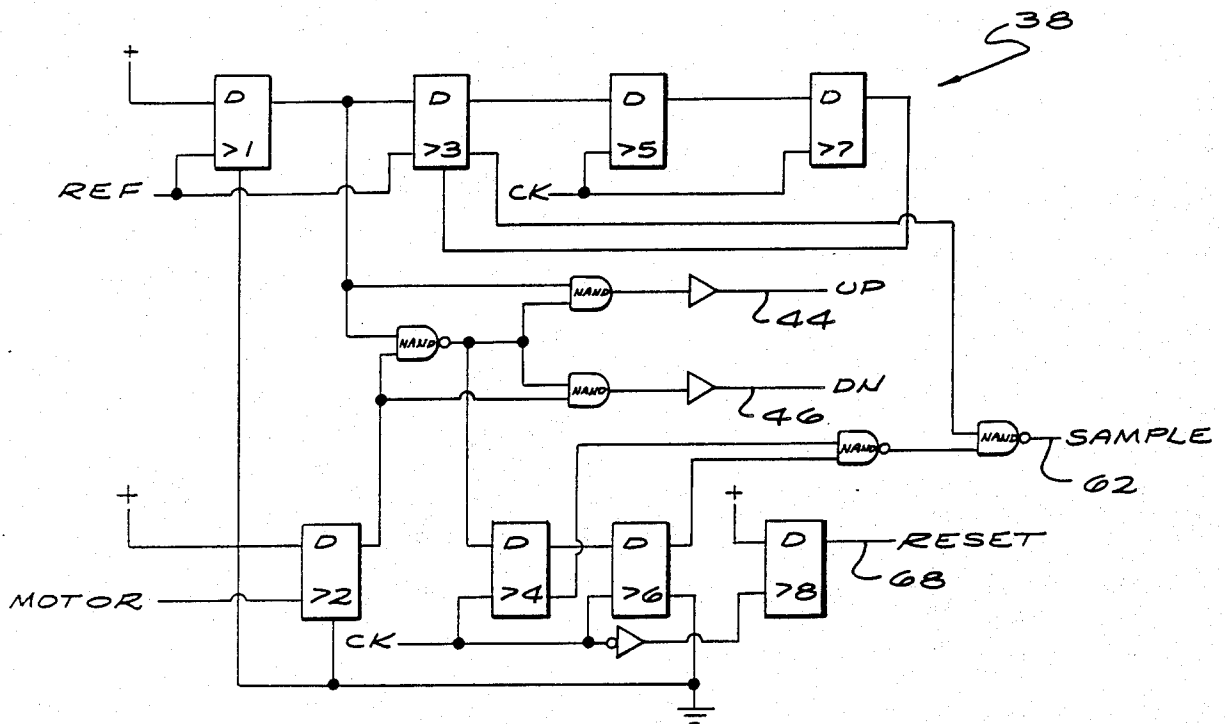 38
+
D D D D
>1 >3 >5 >7
REF CK
NAND UP
44
NAND
NAND DN
46
NAND NAND SAMPLE
62
+ +
D D D D RESET
68
MOTOR >2 >4 >6 >8
CK